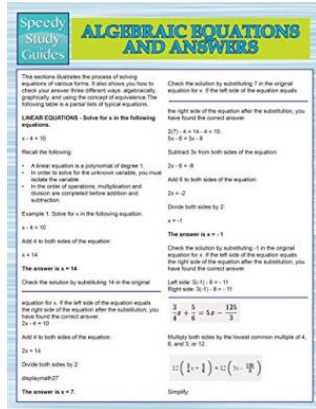 Speedy
Study
Guides
ALGEBRAIC EQUATIONS
AND ANSWERS
This sections illustrates the process of solving
equations of various forms. It also shows you how to
check your answer three different ways: algebraically,
graphically, and using the concept of equivalence.The
following table is a partial lists of typical equations.
LINEAR EQUATIONS - Solve for x in the following
equations.
x - 4 = 10
Recall the following:
• A linear equation is a polynomial of degree 1.
• In order to solve for the unknown variable, you must
isolate the variable
• In the order of operations, multiplication and
division are completed before addition and
subtraction.
Example 1: Solve for x in the following equation.
x - 4 = 10
Add 4 to both sides of the equation:
x = 14
The answer is x = 14
Check the solution by substituting 14 in the original
equation for x. If the left side of the equation equals
the right side of the equation after the substitution, you
have found the correct answer.
2x - 4 = 10
Add 4 to both sides of the equation:
2x = 14
Divide both sides by 2:
displaymath27
The answer is x = 7.
Check the solution by substituting 7 in the original
equation for x. If the left side of the equation equals
the right side of the equation after the substitution, you
have found the correct answer.
2(7) - 4 = 14 - 4 = 10
5x - 6 = 3x - 8
Subtract 3x from both sides of the equation:
2x - 6 = -8
Add 6 to both sides of the equation:
2x = -2
Divide both sides by 2:
x = -1
The answer is x = - 1
Check the solution by substituting -1 in the original
equation for x. If the left side of the equation equals
the right side of the equation after the substitution, you
have found the correct answer.
Left side: 5(-1) - 6 = - 11
Right side: 3(-1) - 8 = - 11
3/4 x + 5/6 = 5x - 125/3
Multiply both sides by the lowest common multiple of 4,
6, and 3, or 12.
Simplify: